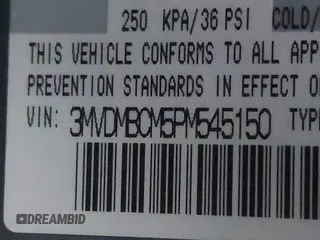 250 KPA/36 PSI COLD/
THIS VEHICLE CONFORMS TO ALL APP
PREVENTION STANDARDS IN EFFECT O
VIN: 3MVDMBCM5PM545150 TYP
DREAMBID